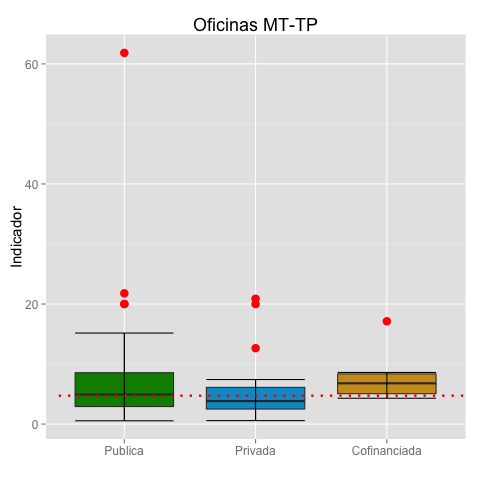 Oficinas MT-TP
60
40
20
0
Indicador
Publica
Privada
Cofinanciada